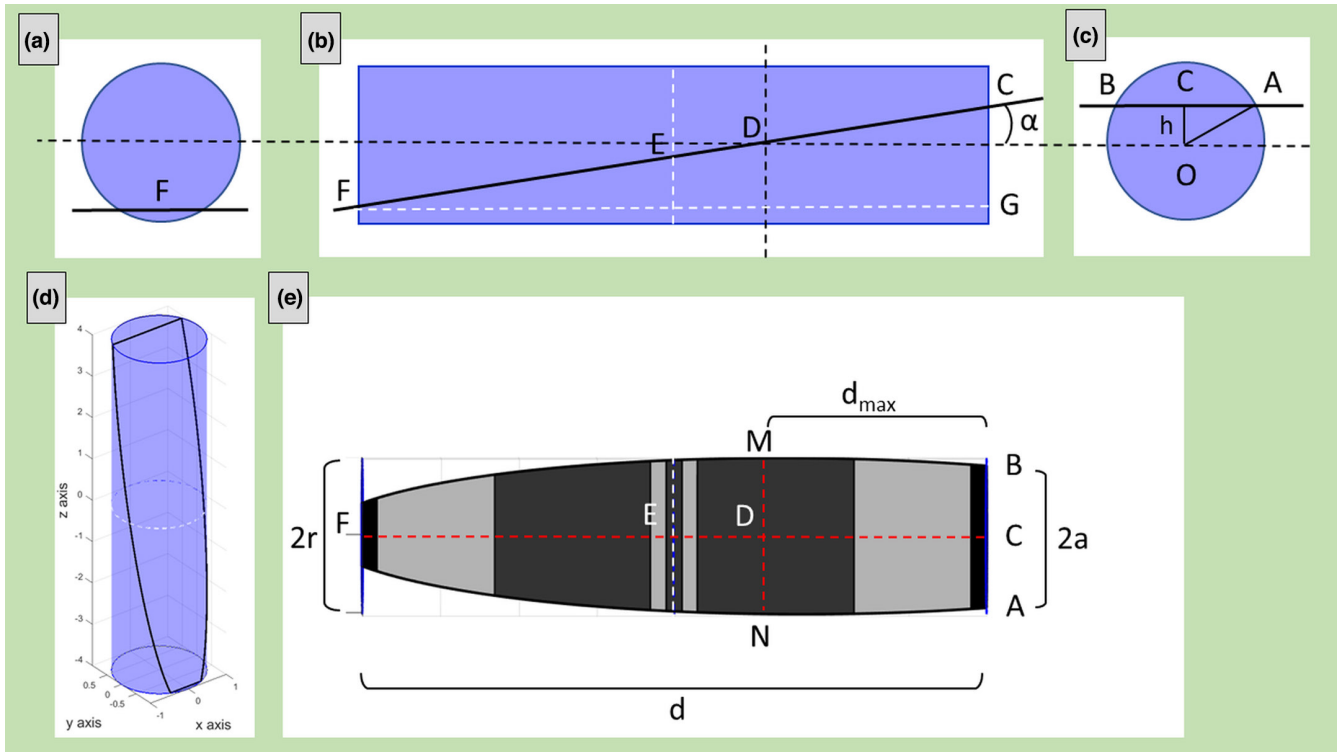 (a)
F
(b)
C
D
α
E
F
G
(c)
B C A
h
O
(d)
4
3
2
1
0
-1
-2
-3
-4
z axis
0.5
0
-0.5
-1
0
1
y axis
x axis
(e)
d max
M
B
F
E
D
C
2r
2a
A
N
d